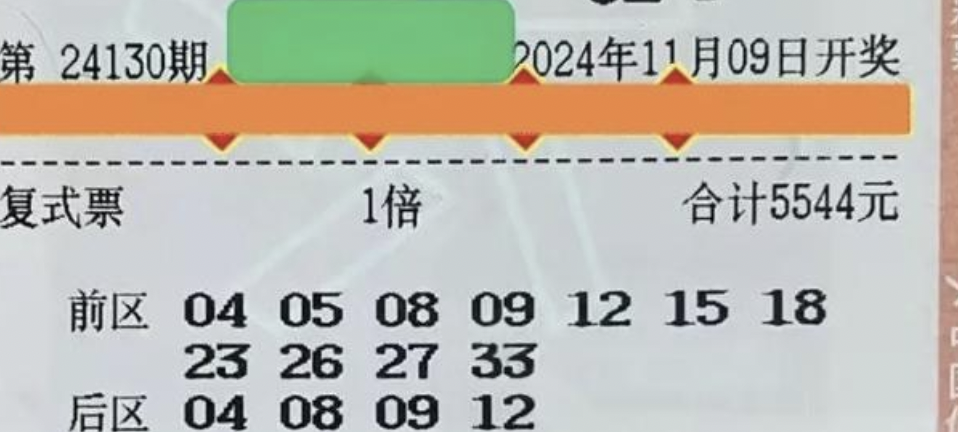 第 24130期 2024年11月09日开奖
复式票 1倍 合计5544元
前区 04 05 08 09 12 15 18
23 26 27 33
后区 04 08 09 12